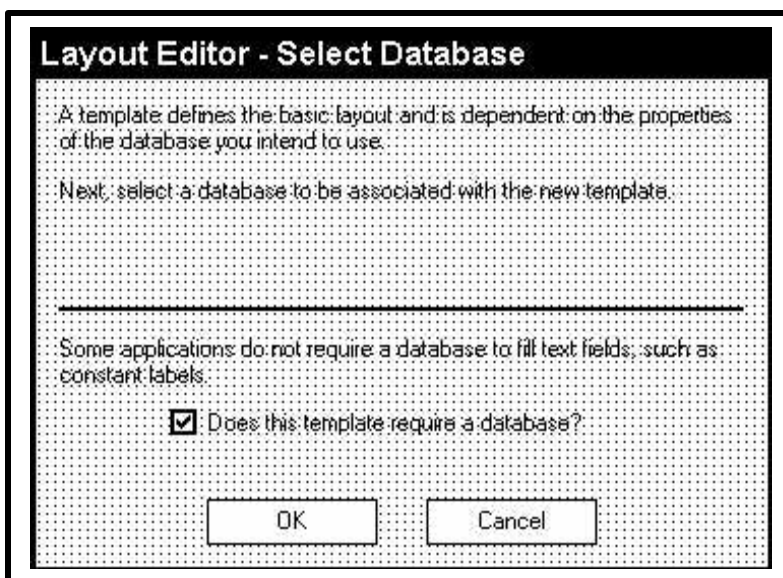 Layout Editor - Select Database
A template defines the basic layout and is dependent on the properties
of the database you intend to use.
Next, select a database to be associated with the new template.
Some applications do not require a database to fill text fields, such as
constant labels.
Does this template require a database?
OK
Cancel